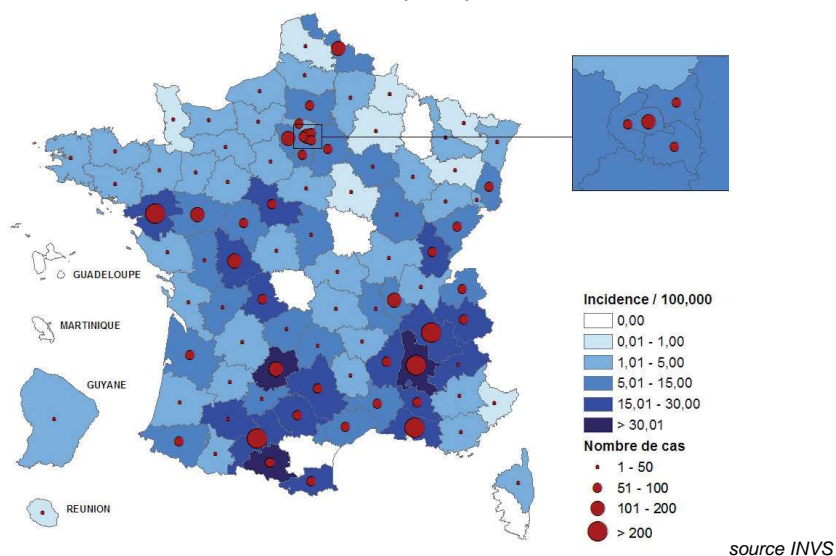 GUADELOUPE
MARTINIQUE
GUYANE
REUNION
Incidence / 100,000
0,00
0,01 - 1,00
1,01 - 5,00
5,01 - 15,00
15,01 - 30,00
> 30,01
Nombre de cas
1 - 50
51 - 100
101 - 200
> 200
source INVS